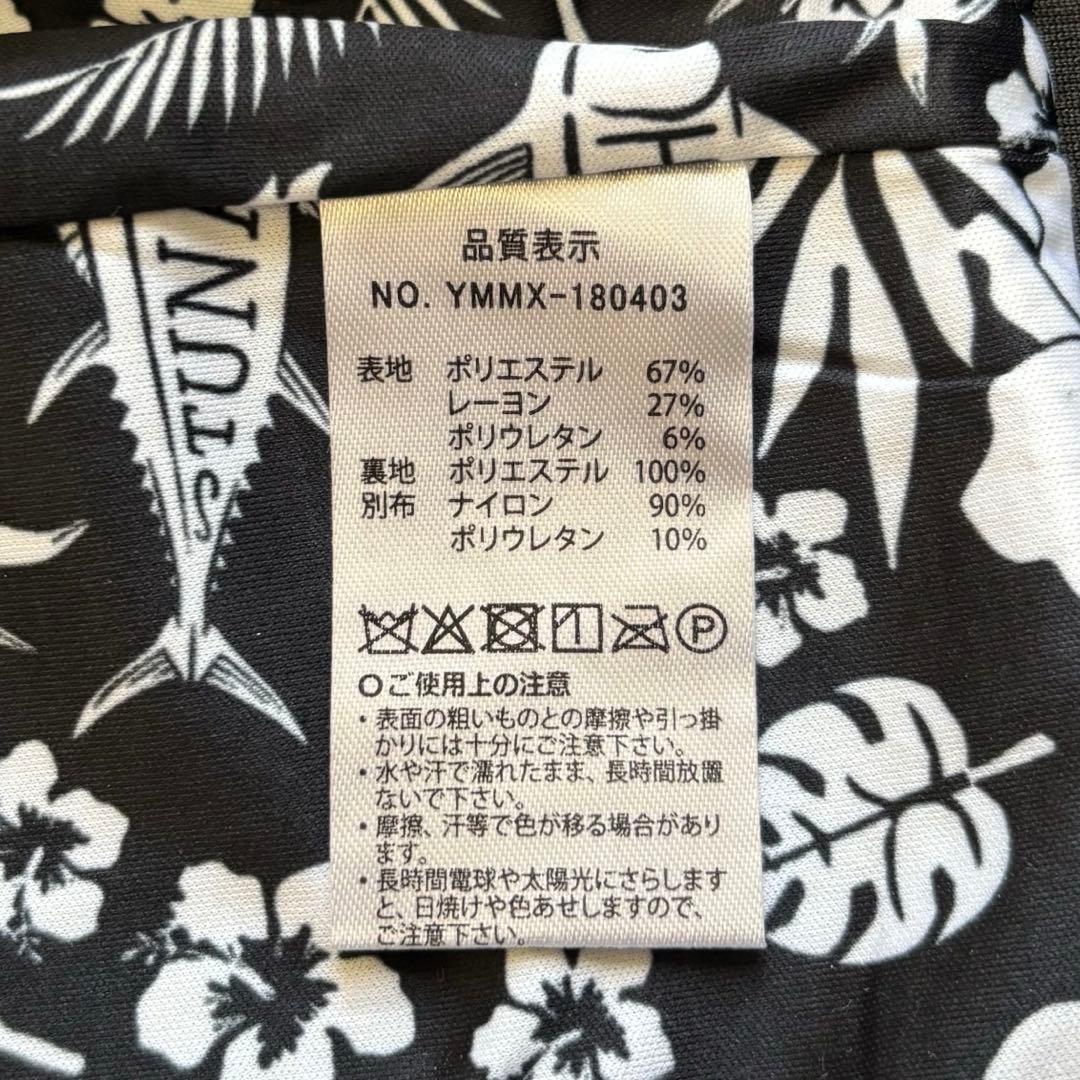 STUNA
品質表示
NO. YMMX-180403
表地 ポリエステル 67%
レーヨン 27%
ポリウレタン 6%
裏地 ポリエステル 100%
別布 ナイロン 90%
ポリウレタン 10%
P
○ご使用上の注意
・表面の粗いものとの摩擦や引っ掛
かりには十分にご注意下さい。
・水や汗で濡れたまま、長時間放置
ないで下さい。
・摩擦、汗等で色が移る場合があり
ます。
・長時間電球や太陽光にさらします
と、日焼けや色あせしますので、
ご注意下さい。